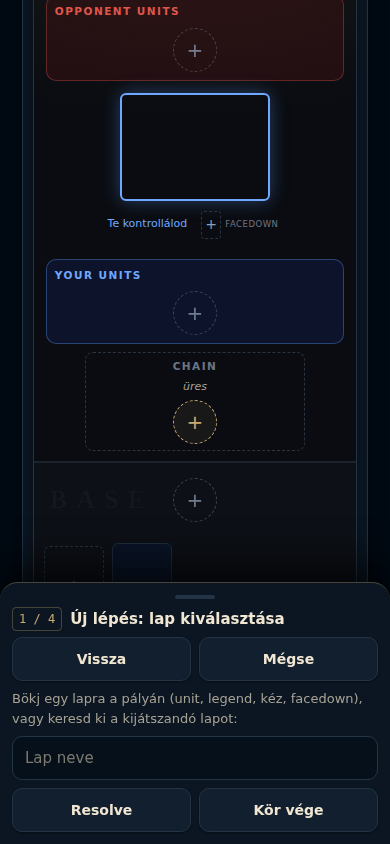 OPPONENT UNITS
+
Te kontrollálod + FACEDOWN
YOUR UNITS
+
CHAIN
üres
+
BASE +
1 / 4 Új lépés: lap kiválasztása
Vissza Mégse
Bökj egy lapra a pályán (unit, legend, kéz, facedown),
vagy keresd ki a kijátszandó lapot:
Lap neve
Resolve Kör vége